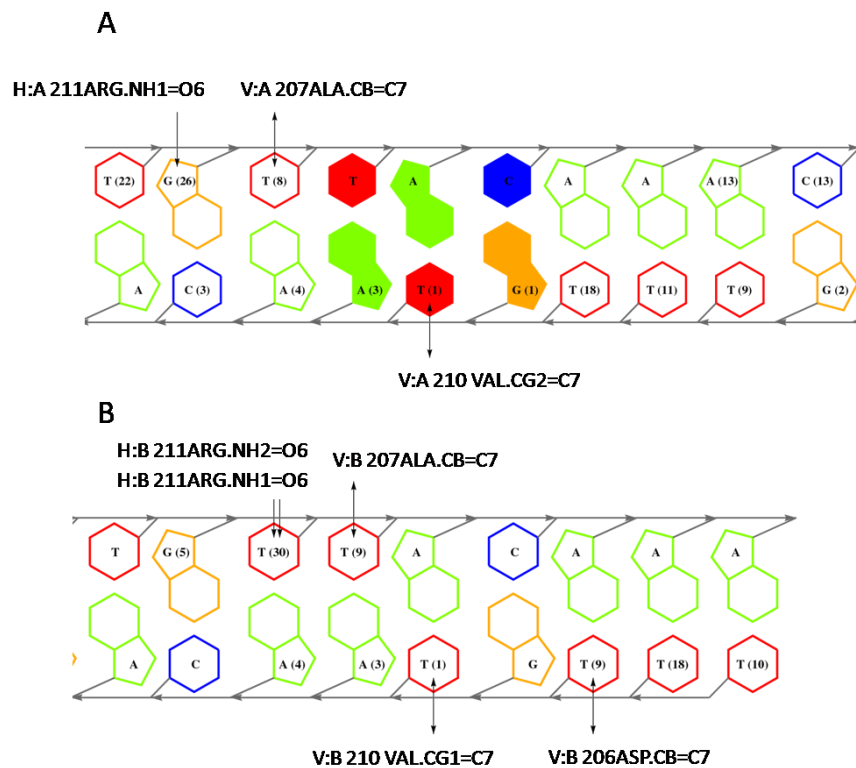 A
H:A 211ARG.NH1=O6 V:A 207ALA.CB=C7
T (22) G (26) T (8) T A C A A A (13) C (13)
A C (3) A (4) A (3) T (1) G (1) T (18) T (11) T (9) G (2)
V:A 210 VAL.CG2=C7
B
H:B 211ARG.NH2=O6
H:B 211ARG.NH1=O6
V:B 207ALA.CB=C7
T G (5) T (30) T (9) A C A A A
A C A (4) A (3) T (1) G T (9) T (18) T (10)
V:B 210 VAL.CG1=C7 V:B 206ASP.CB=C7